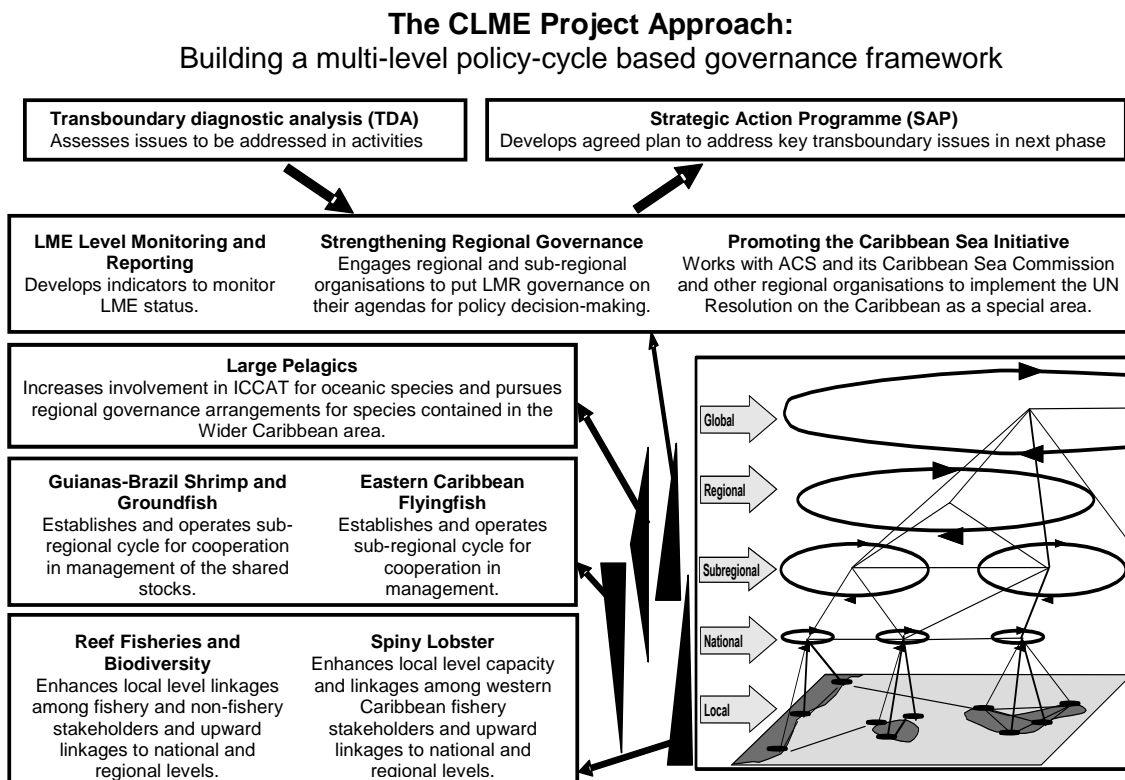 The CLME Project Approach:
Building a multi-level policy-cycle based governance framework
Transboundary diagnostic analysis (TDA)
Assesses issues to be addressed in activities
Strategic Action Programme (SAP)
Develops agreed plan to address key transboundary issues in next phase
LME Level Monitoring and
Reporting
Develops indicators to monitor
LME status.
Strengthening Regional Governance
Engages regional and sub-regional
organisations to put LMR governance on
their agendas for policy decision-making.
Promoting the Caribbean Sea Initiative
Works with ACS and its Caribbean Sea Commission
and other regional organisations to implement the UN
Resolution on the Caribbean as a special area.
Large Pelagics
Increases involvement in ICCAT for oceanic species and pursues
regional governance arrangements for species contained in the
Wider Caribbean area.
Guianas-Brazil Shrimp and
Groundfish
Establishes and operates sub-
regional cycle for cooperation
in management of the shared
stocks.
Eastern Caribbean
Flyingfish
Establishes and operates
sub-regional cycle for
cooperation in
management.
Reef Fisheries and
Biodiversity
Enhances local level linkages
among fishery and non-fishery
stakeholders and upward
linkages to national and
regional levels.
Spiny Lobster
Enhances local level capacity
and linkages among western
Caribbean fishery
stakeholders and upward
linkages to national and
regional levels.
Global
Regional
Subregional
National
Local